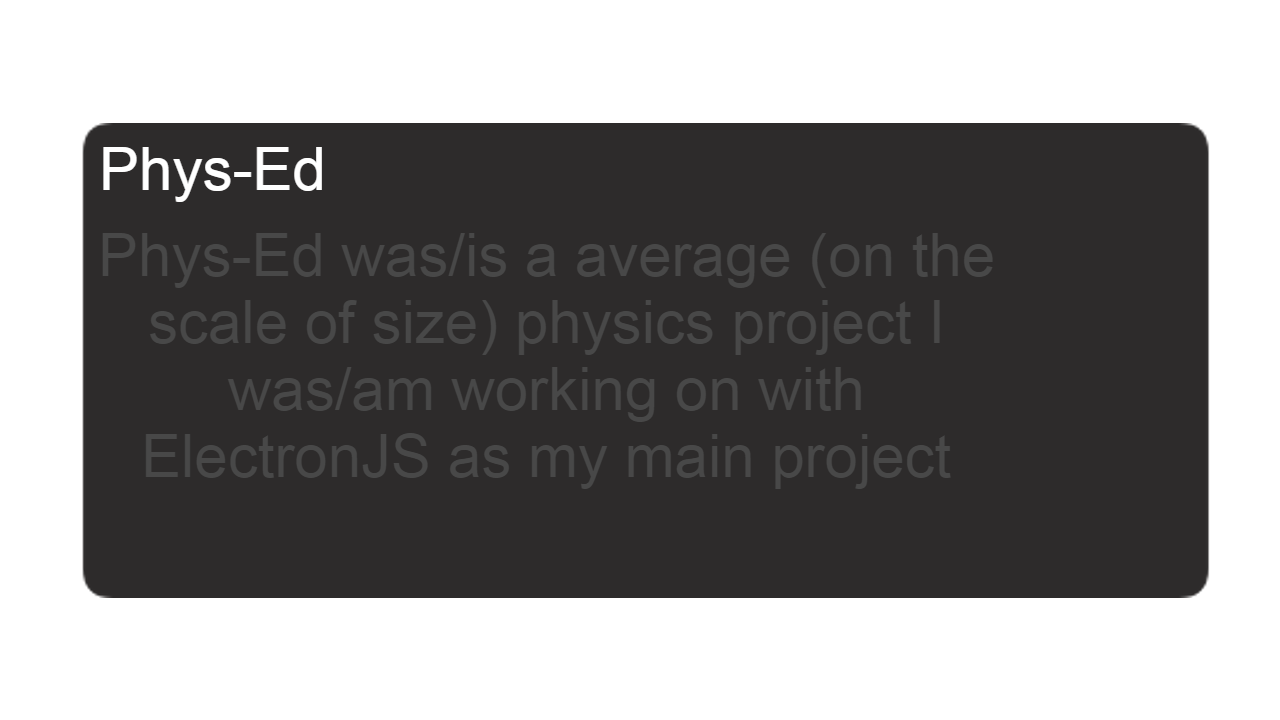 Phys-Ed
Phys-Ed was/is a average (on the
scale of size) physics project I
was/am working on with
ElectronJS as my main project